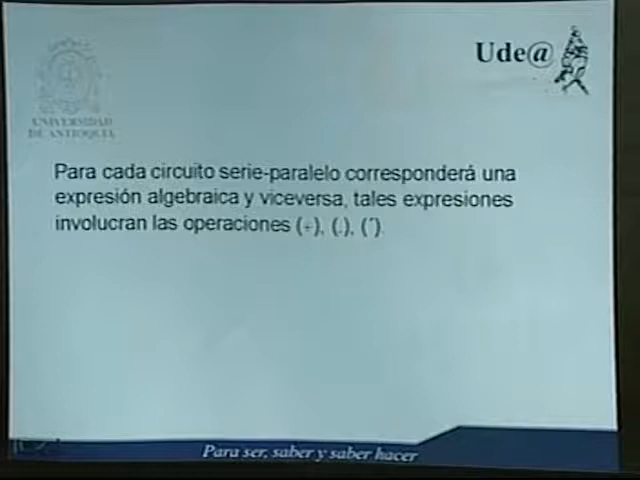 Ude@
UNIVERSIDAD
DE ANTIOQUIA
Para cada circuito serie-paralelo corresponderá una
expresión algebraica y viceversa, tales expresiones
involucran las operaciones (+), (.), (´).
Para ser, saber y saber hacer